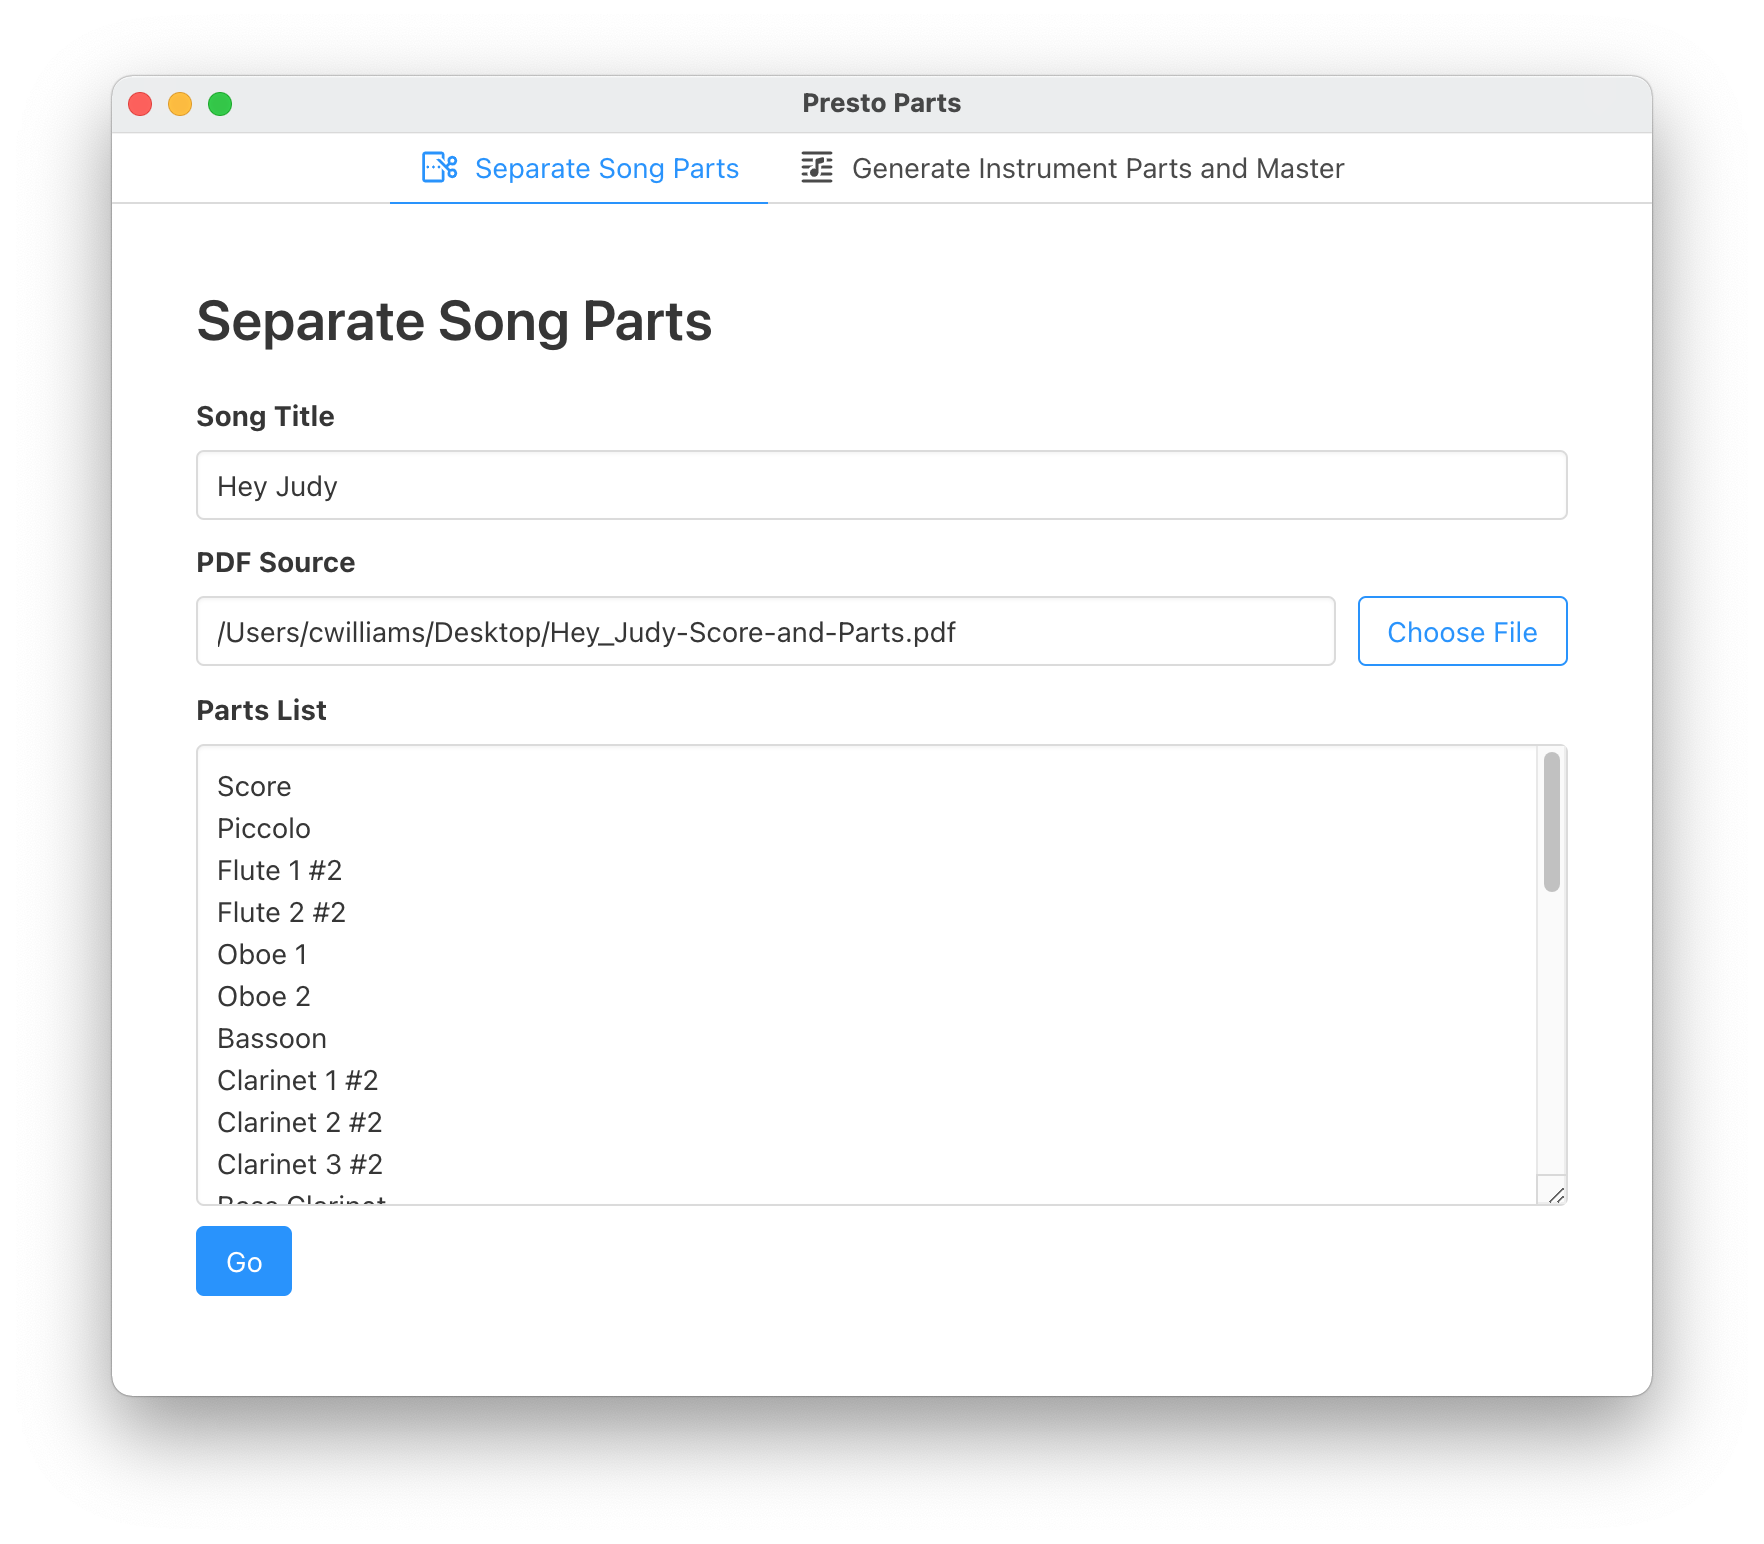 Presto Parts
Separate Song Parts
Generate Instrument Parts and Master
Separate Song Parts
Song Title
Hey Judy
PDF Source
/Users/cwilliams/Desktop/Hey_Judy-Score-and-Parts.pdf
Choose File
Parts List
Score
Piccolo
Flute 1 #2
Flute 2 #2
Oboe 1
Oboe 2
Bassoon
Clarinet 1 #2
Clarinet 2 #2
Clarinet 3 #2
Bass Clarinet
Go